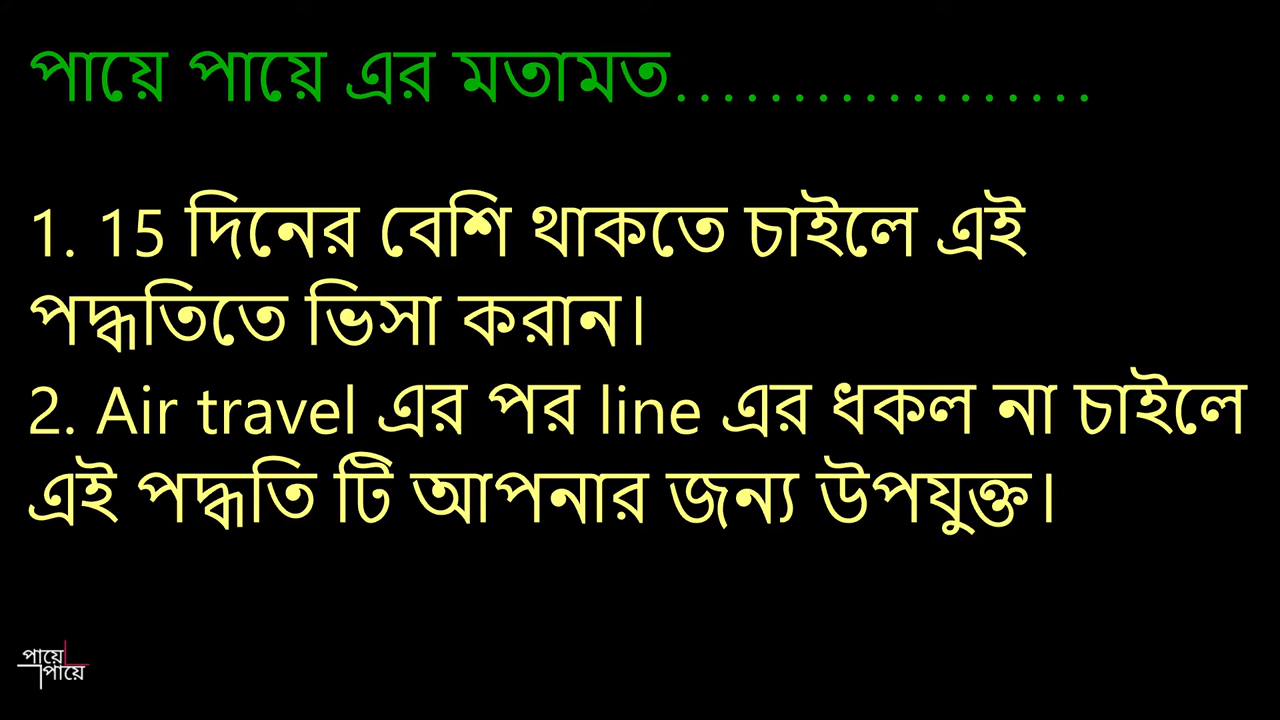 পায়ে পায়ে এর মতামত..................
1. 15 দিনের বেশি থাকতে চাইলে এই
পদ্ধতিতে ভিসা করান।
2. Air travel এর পর line এর ধকল না চাইলে
এই পদ্ধতি টি আপনার জন্য উপযুক্ত।
পায়ে
পায়ে